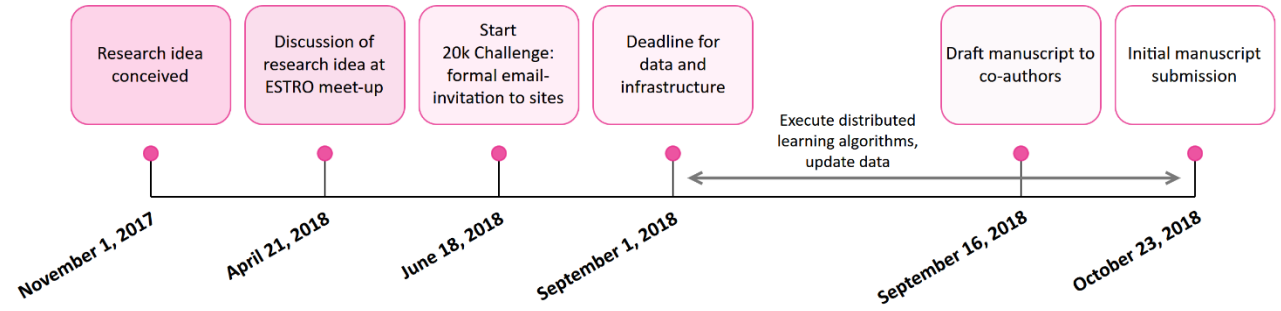 Research idea
conceived
Discussion of
research idea at
ESTRO meet-up
Start
20k Challenge:
formal email-
invitation to sites
Deadline for
data and
infrastructure
Draft manuscript to
co-authors
Initial manuscript
submission
Execute distributed
learning algorithms,
update data
November 1, 2017
April 21, 2018
June 18, 2018
September 1, 2018
September 16, 2018
October 23, 2018